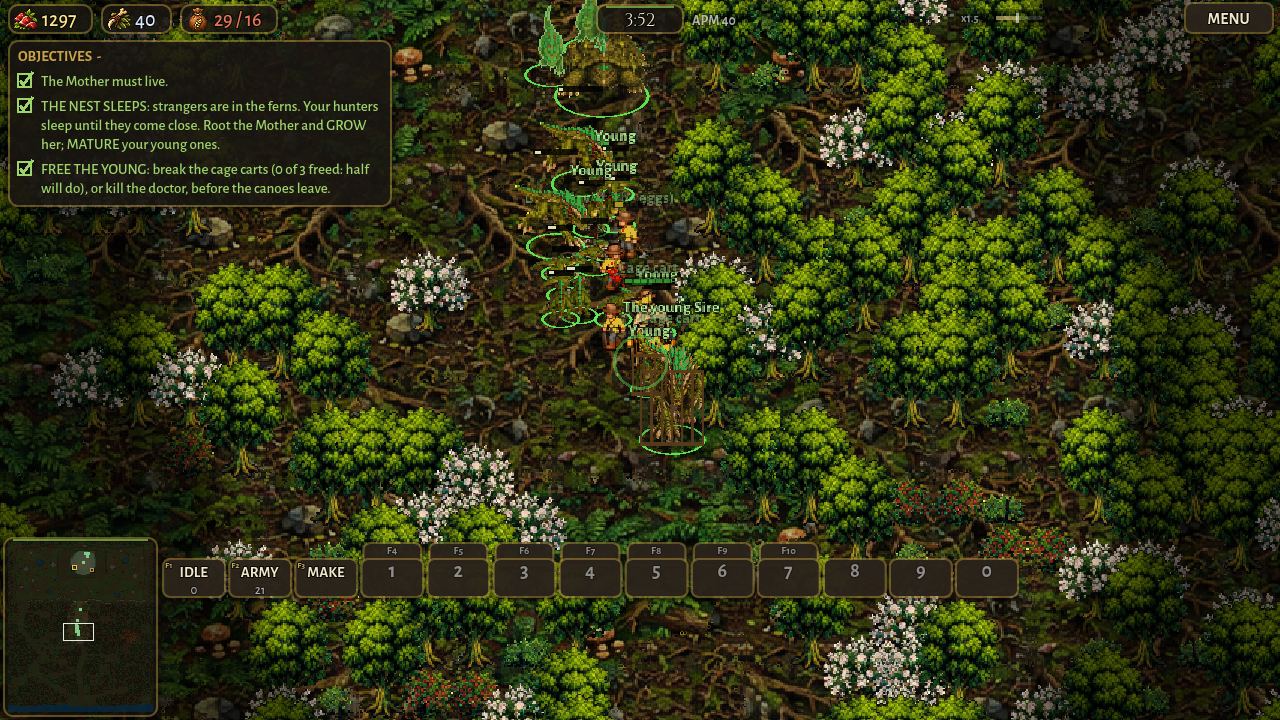 1297
40
29 / 16
3:52
APM 40
x1.5
MENU
OBJECTIVES -
The Mother must live.
THE NEST SLEEPS: strangers are in the ferns. Your hunters
sleep until they come close. Root the Mother and GROW
her; MATURE your young ones.
FREE THE YOUNG: break the cage carts (0 of 3 freed: half
will do), or kill the doctor, before the canoes leave.
Young
Young
Young
eggs)
Young
The young Sire
Young
F1 IDLE
0
F2 ARMY
21
F3 MAKE
F4
1
F5
2
F6
3
F7
4
F8
5
F9
6
F10
7
8
9
0